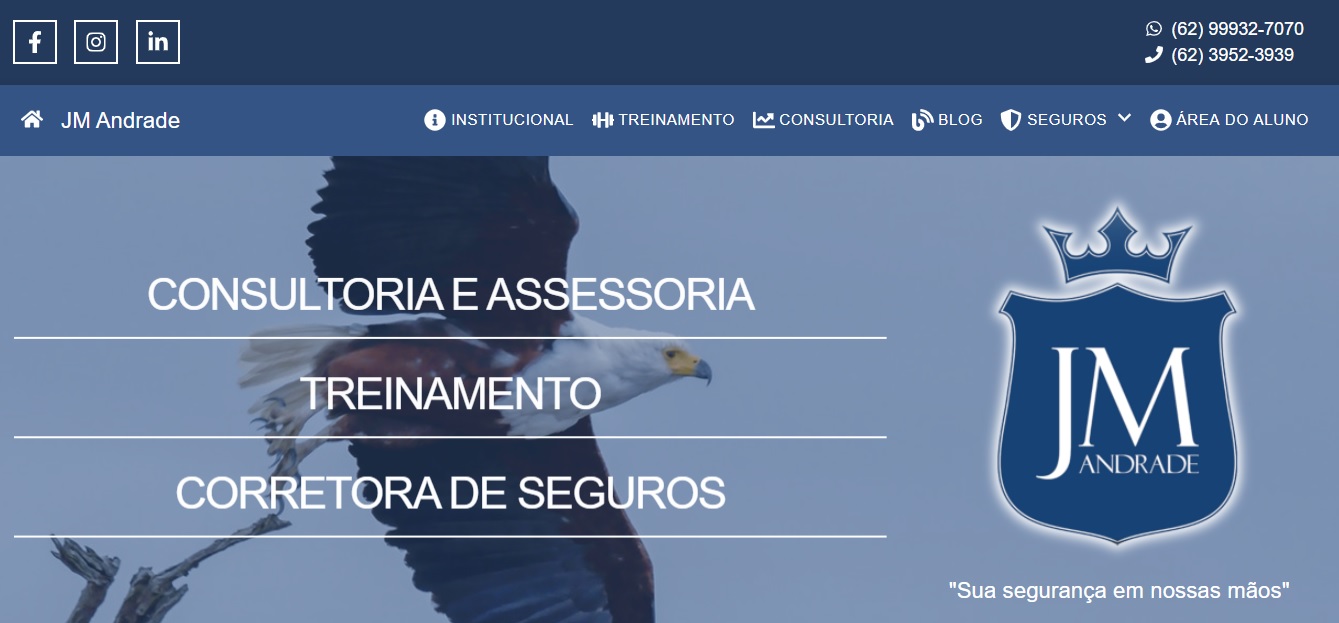 (62) 99932-7070
(62) 3952-3939
JM Andrade
INSTITUCIONAL
TREINAMENTO
CONSULTORIA
BLOG
SEGUROS
ÁREA DO ALUNO
CONSULTORIA E ASSESSORIA
TREINAMENTO
CORRETORA DE SEGUROS
JM
ANDRADE
"Sua segurança em nossas mãos"